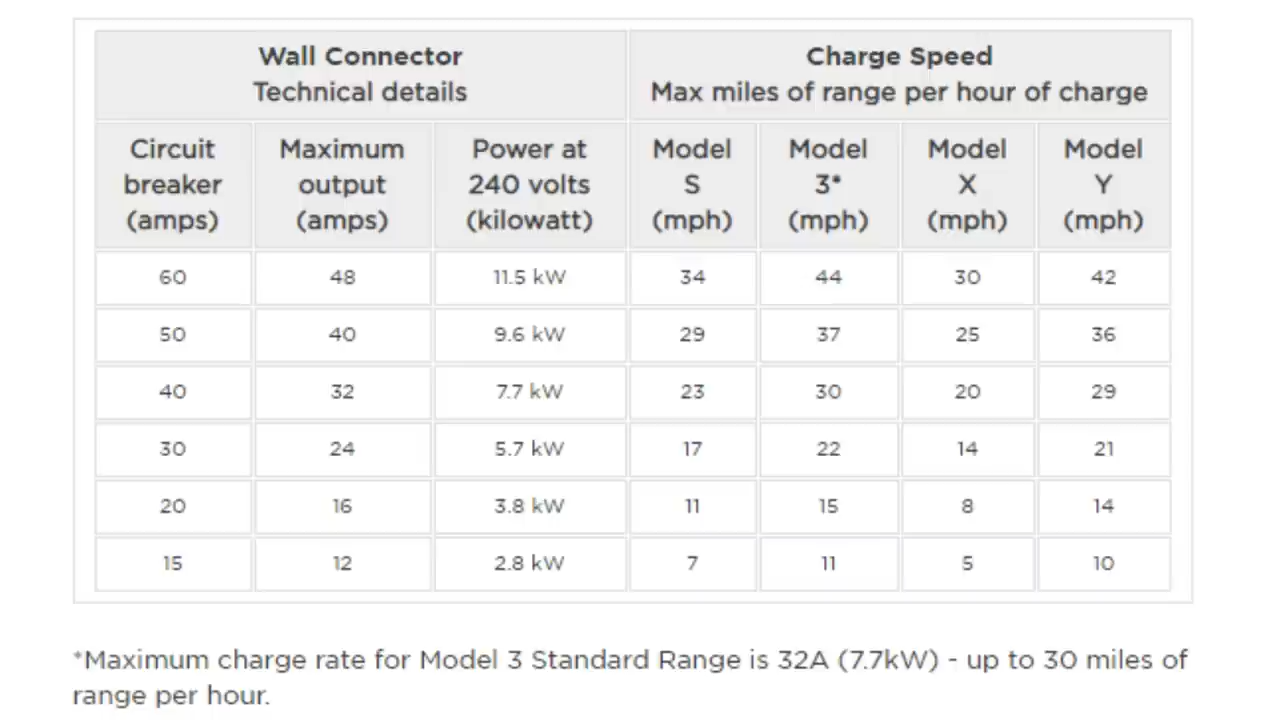 Wall Connector
Technical details
Charge Speed
Max miles of range per hour of charge
Circuit breaker (amps) Maximum output (amps) Power at 240 volts (kilowatt) Model S (mph) Model 3* (mph) Model X (mph) Model Y (mph)
60 48 11.5 kW 34 44 30 42
50 40 9.6 kW 29 37 25 36
40 32 7.7 kW 23 30 20 29
30 24 5.7 kW 17 22 14 21
20 16 3.8 kW 11 15 8 14
15 12 2.8 kW 7 11 5 10
*Maximum charge rate for Model 3 Standard Range is 32A (7.7kW) - up to 30 miles of
range per hour.